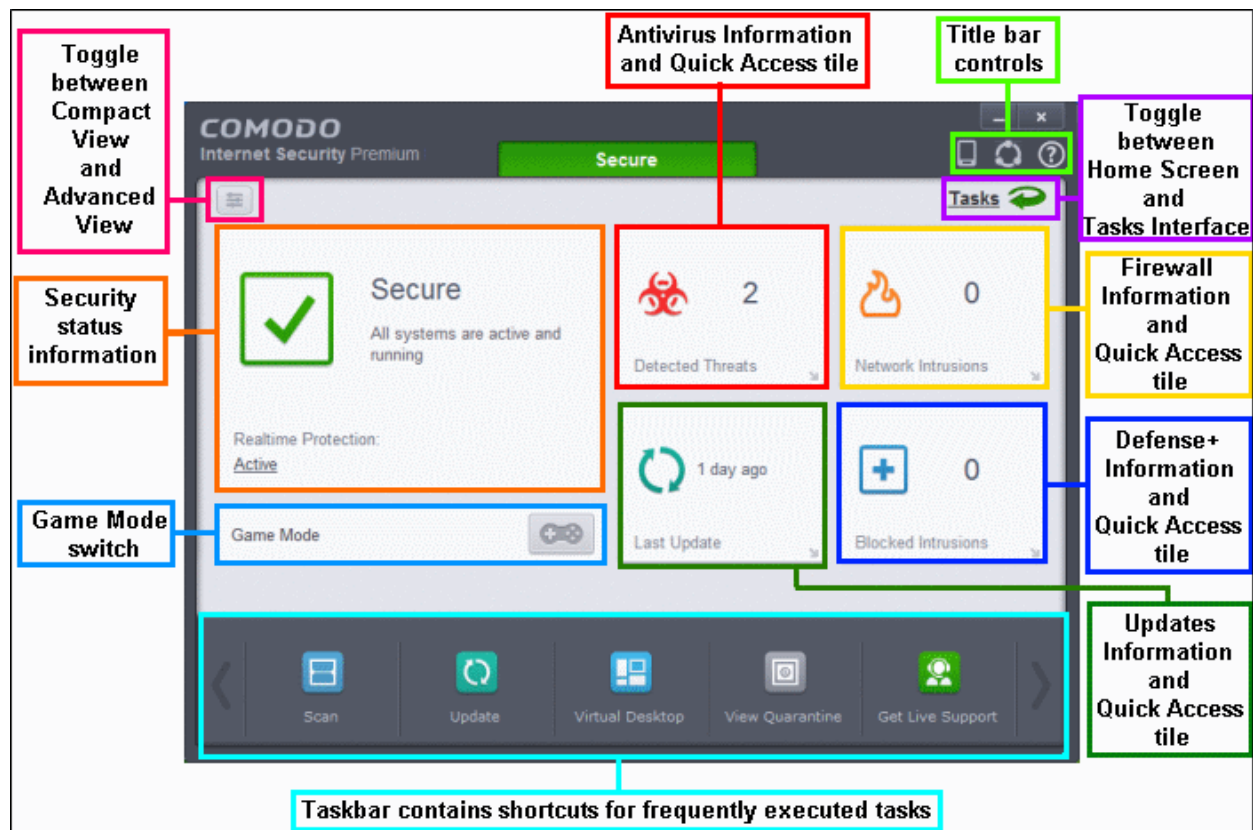 Toggle
between
Compact
View
and
Advanced
View
Antivirus Information
and Quick Access tile
Title bar
controls
Toggle
between
Home Screen
and
Tasks Interface
COMODO
Internet Security Premium
Secure
Tasks
Security
status
information
Secure
All systems are active and
running
Realtime Protection:
Active
2
Detected Threats
0
Network Intrusions
Firewall
Information
and
Quick Access
tile
Game Mode
switch
Game Mode
1 day ago
Last Update
0
Blocked Intrusions
Defense+
Information
and
Quick Access
tile
Updates
Information
and
Quick Access
tile
Scan
Update
Virtual Desktop
View Quarantine
Get Live Support
Taskbar contains shortcuts for frequently executed tasks